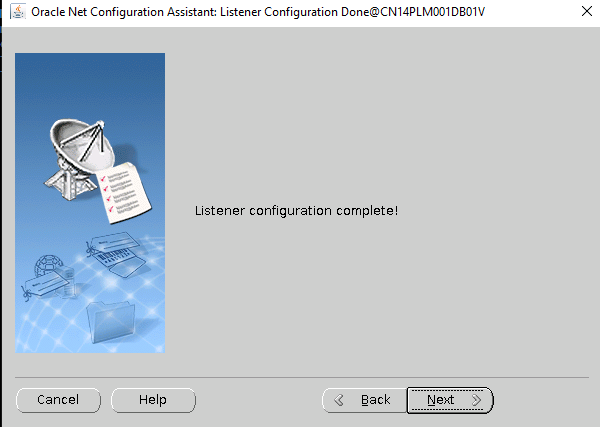 Oracle Net Configuration Assistant: Listener Configuration Done@CN14PLM001DB01V
Listener configuration complete!
Cancel
Help
Back
Next